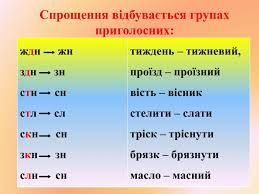 Спрощення відбувається групах
приголосних:
ждн → жн тиждень – тижневий,
здн → зн проїзд – проїзний
стн → сн вість – вісник
стл → сл стелити – слати
скн → сн тріск – тріснути
зкн → зн брязк – брязнути
слн → сн масло – масний